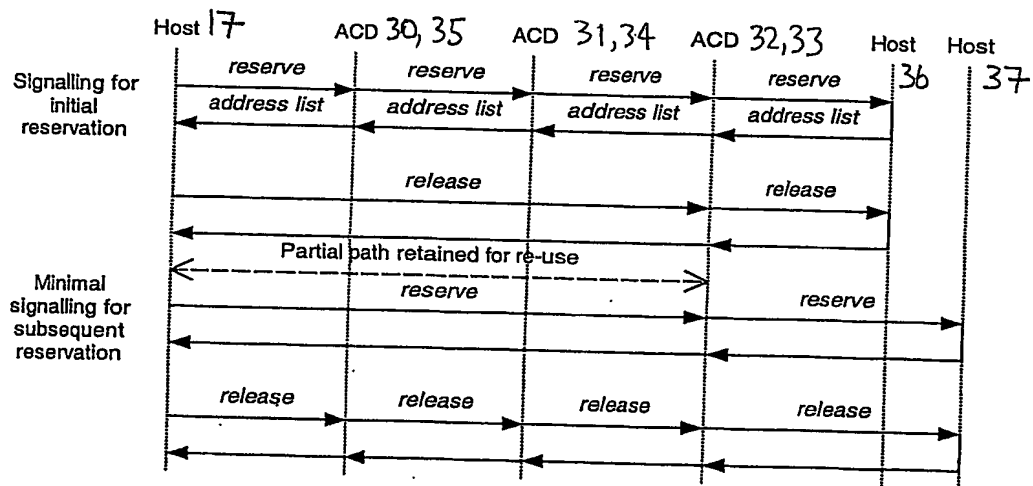 Host 17 ACD 30, 35 ACD 31, 34 ACD 32, 33 Host 36 Host 37
Signalling for initial reservation
reserve reserve reserve reserve
address list address list address list address list
release release
Partial path retained for re-use
Minimal signalling for subsequent reservation
reserve reserve
release release release release